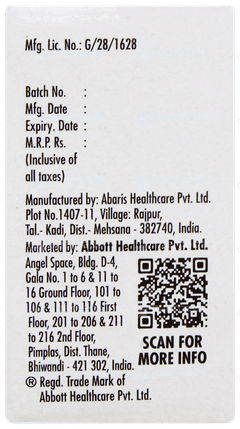 Mfg. Lic. No.: G/28/1628
Batch No. :
Mfg. Date :
Expiry. Date :
M.R.P. Rs. :
(Inclusive of
all taxes)
Manufactured by: Abaris Healthcare Pvt. Ltd.
Plot No.1407-11, Village: Rajpur,
Tal.- Kadi, Dist.- Mehsana - 382740, India.
Marketed by: Abbott Healthcare Pvt. Ltd.
Angel Space, Bldg. D-4,
Gala No. 1 to 6 & 11 to
16 Ground Floor, 101 to
106 & 111 to 116 First
Floor, 201 to 206 & 211
to 216 2nd Floor,
Pimplas, Dist. Thane,
Bhiwandi - 421 302, India.
SCAN FOR
MORE INFO
® Regd. Trade Mark of
Abbott Healthcare Pvt. Ltd.